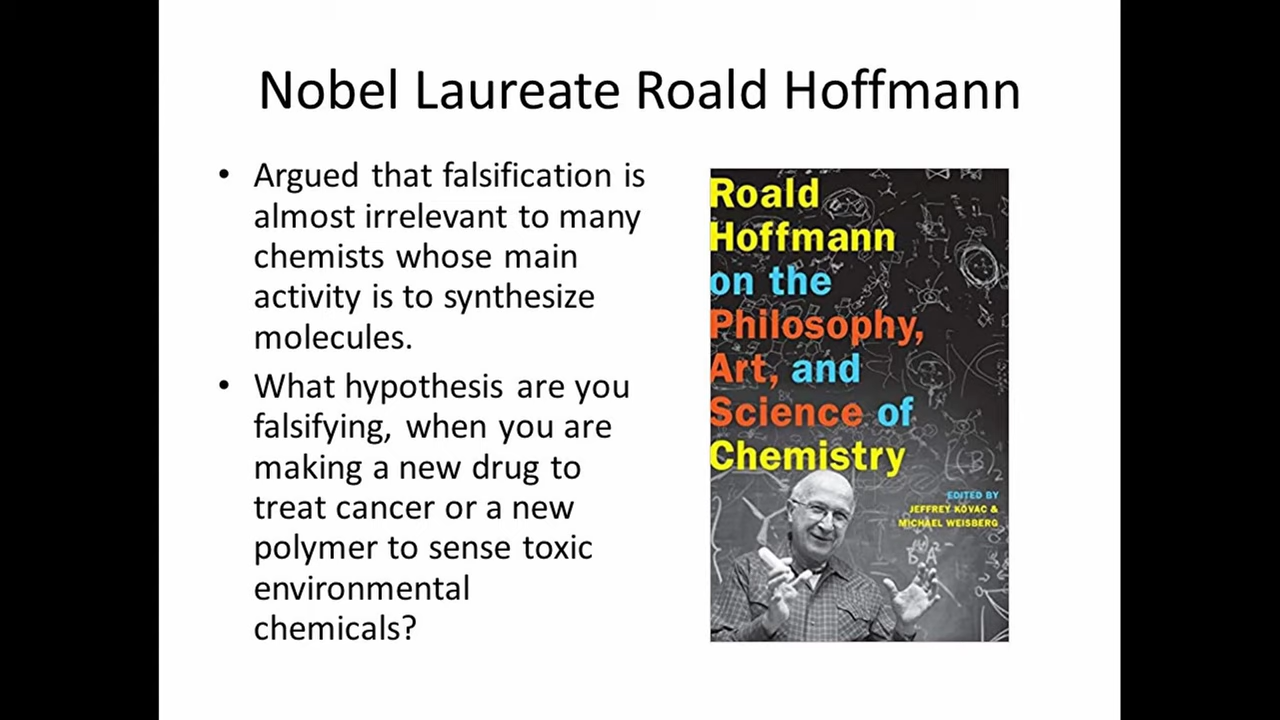 Nobel Laureate Roald Hoffmann
• Argued that falsification is
almost irrelevant to many
chemists whose main
activity is to synthesize
molecules.
• What hypothesis are you
falsifying, when you are
making a new drug to
treat cancer or a new
polymer to sense toxic
environmental
chemicals?
Roald
Hoffmann
on the
Philosophy,
Art, and
Science of
Chemistry
EDITED BY
JEFFREY KOVAC &
MICHAEL WEISBERG